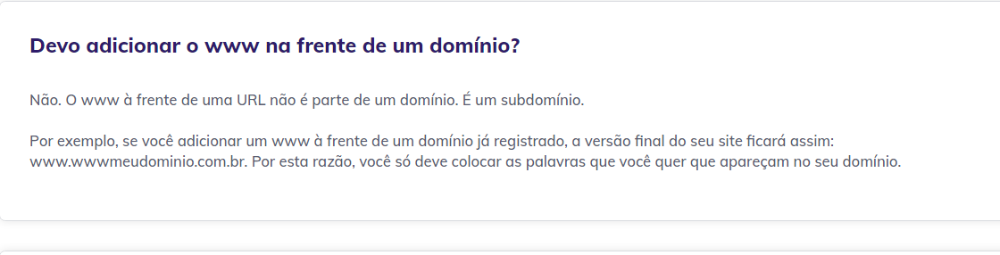 Devo adicionar o www na frente de um domínio?
Não. O www à frente de uma URL não é parte de um domínio. É um subdomínio.
Por exemplo, se você adicionar um www à frente de um domínio já registrado, a versão final do seu site ficará assim:
www.wwwmeudominio.com.br. Por esta razão, você só deve colocar as palavras que você quer que apareçam no seu domínio.